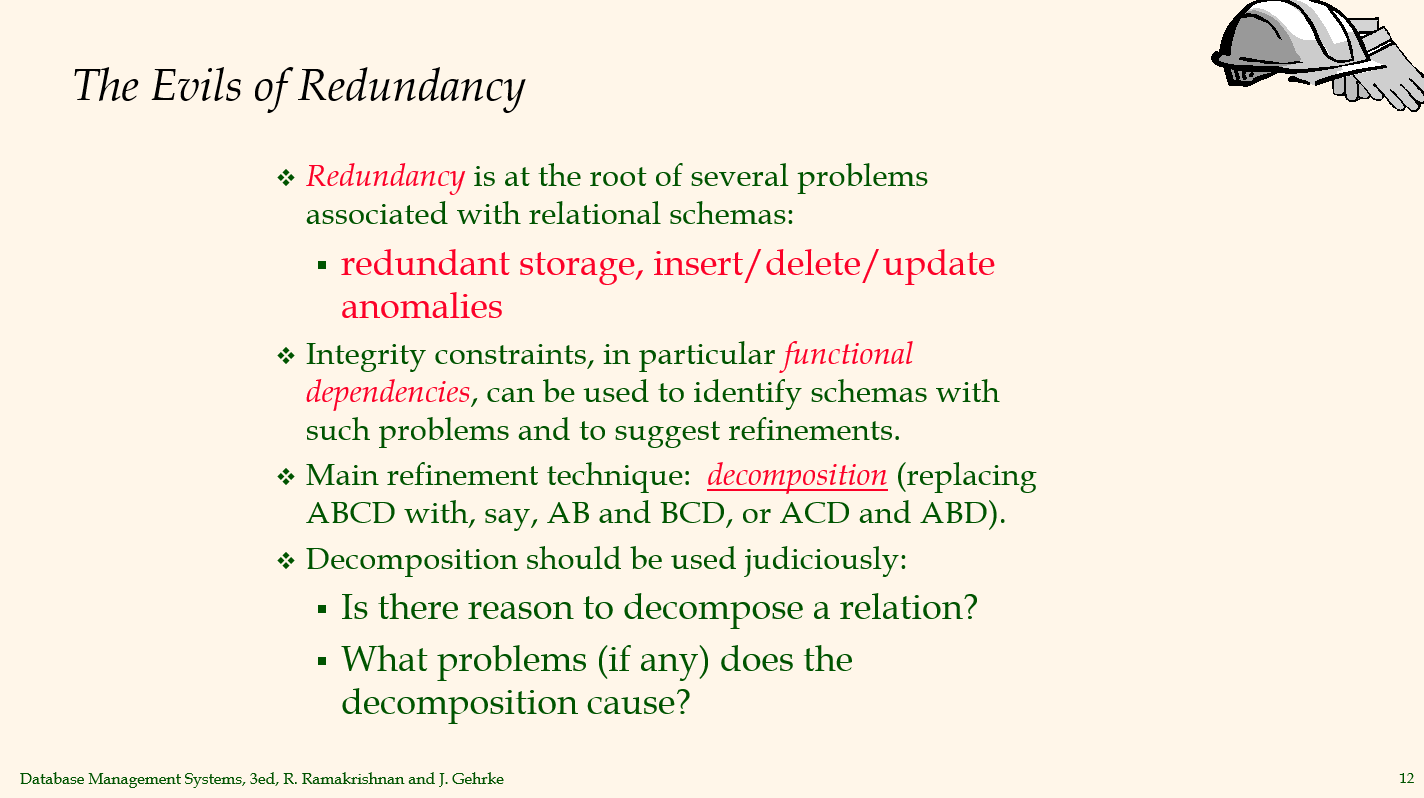 The Evils of Redundancy
❖ Redundancy is at the root of several problems
associated with relational schemas:
▪ redundant storage, insert/delete/update
anomalies
❖ Integrity constraints, in particular functional
dependencies, can be used to identify schemas with
such problems and to suggest refinements.
❖ Main refinement technique: decomposition (replacing
ABCD with, say, AB and BCD, or ACD and ABD).
❖ Decomposition should be used judiciously:
▪ Is there reason to decompose a relation?
▪ What problems (if any) does the
decomposition cause?
Database Management Systems, 3ed, R. Ramakrishnan and J. Gehrke
12